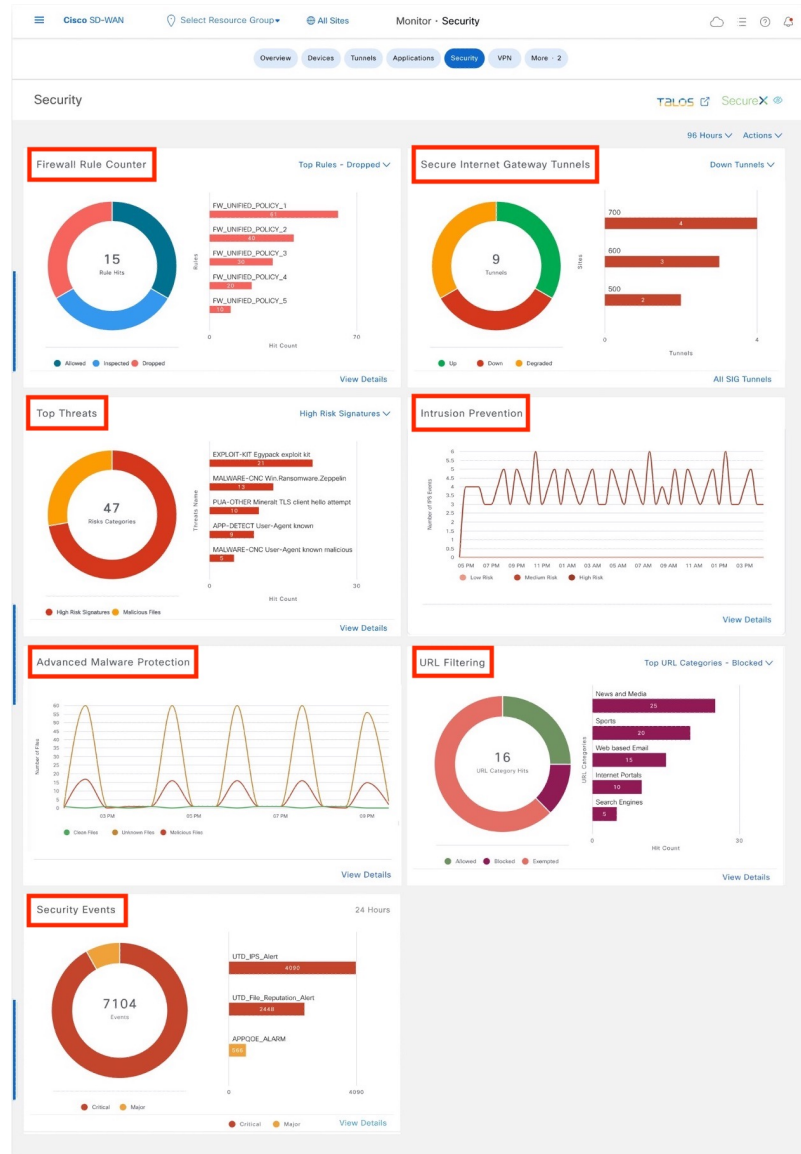 Cisco SD-WAN
Select Resource Group
All Sites
Monitor · Security
Overview
Devices
Tunnels
Applications
Security
VPN
More · 2
Security
TALOS
SecureX
96 Hours
Actions
Firewall Rule Counter
Top Rules - Dropped
15
Rule Hits
Allowed
Inspected
Dropped
Rules
FW_UNIFIED_POLICY_1
61
FW_UNIFIED_POLICY_2
40
FW_UNIFIED_POLICY_3
30
FW_UNIFIED_POLICY_4
20
FW_UNIFIED_POLICY_5
10
0
70
Hit Count
View Details
Secure Internet Gateway Tunnels
Down Tunnels
9
Tunnels
Up
Down
Degraded
Sites
700
4
600
3
500
2
0
4
Tunnels
All SIG Tunnels
Top Threats
High Risk Signatures
47
Risks Categories
High Risk Signatures
Malicious Files
Threats Name
EXPLOIT-KIT Egypack exploit kit
21
MALWARE-CNC Win.Ransomware.Zeppelin
13
PUA-OTHER Mineralt TLS client hello attempt
10
APP-DETECT User-Agent known
9
MALWARE-CNC User-Agent known malicious
5
0
30
Hit Count
View Details
Intrusion Prevention
Number of IPS Events
6
5.5
5
4.5
4
3.5
3
2.5
2
1.5
1
0.5
0
05 PM
07 PM
09 PM
11 PM
01 AM
03 AM
05 AM
07 AM
09 AM
11 AM
01 PM
03 PM
Low Risk
Medium Risk
High Risk
View Details
Advanced Malware Protection
Number of Files
60
55
50
45
40
35
30
25
20
15
10
5
0
03 PM
05 PM
07 PM
09 PM
Clean Files
Unknown Files
Malicious Files
View Details
URL Filtering
Top URL Categories - Blocked
16
URL Category Hits
Allowed
Blocked
Exempted
URL Categories
News and Media
25
Sports
20
Web based Email
15
Internet Portals
10
Search Engines
5
0
30
Hit Count
View Details
Security Events
24 Hours
7104
Events
Critical
Major
UTD_IPS_Alert
4090
UTD_File_Reputation_Alert
2448
APPQOE_ALARM
566
0
4090
Critical
Major
View Details